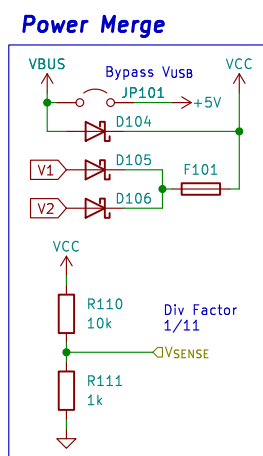 Power Merge
VBUS
Bypass VUSB
VCC
JP101
+5V
D104
V1
D105
F101
V2
D106
VCC
R110
10k
Div Factor
1/11
VSENSE
R111
1k